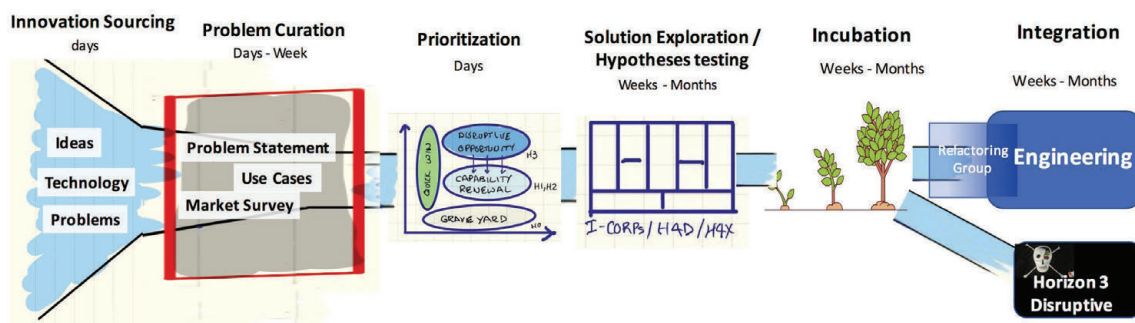 Innovation Sourcing
days
Ideas
Technology
Problems
Problem Curation
Days - Week
Problem Statement
Use Cases
Market Survey
Prioritization
Days
QUICK WIN
DISRUPTIVE
OPPORTUNITY
H3
CAPABILITY
RENEWAL
H1,H2
GRAVEYARD
H0
Solution Exploration /
Hypotheses testing
Weeks - Months
I-CORPS/H4D/H4X
Incubation
Weeks - Months
Integration
Weeks - Months
Refactoring
Group
Engineering
Horizon 3
Disruptive